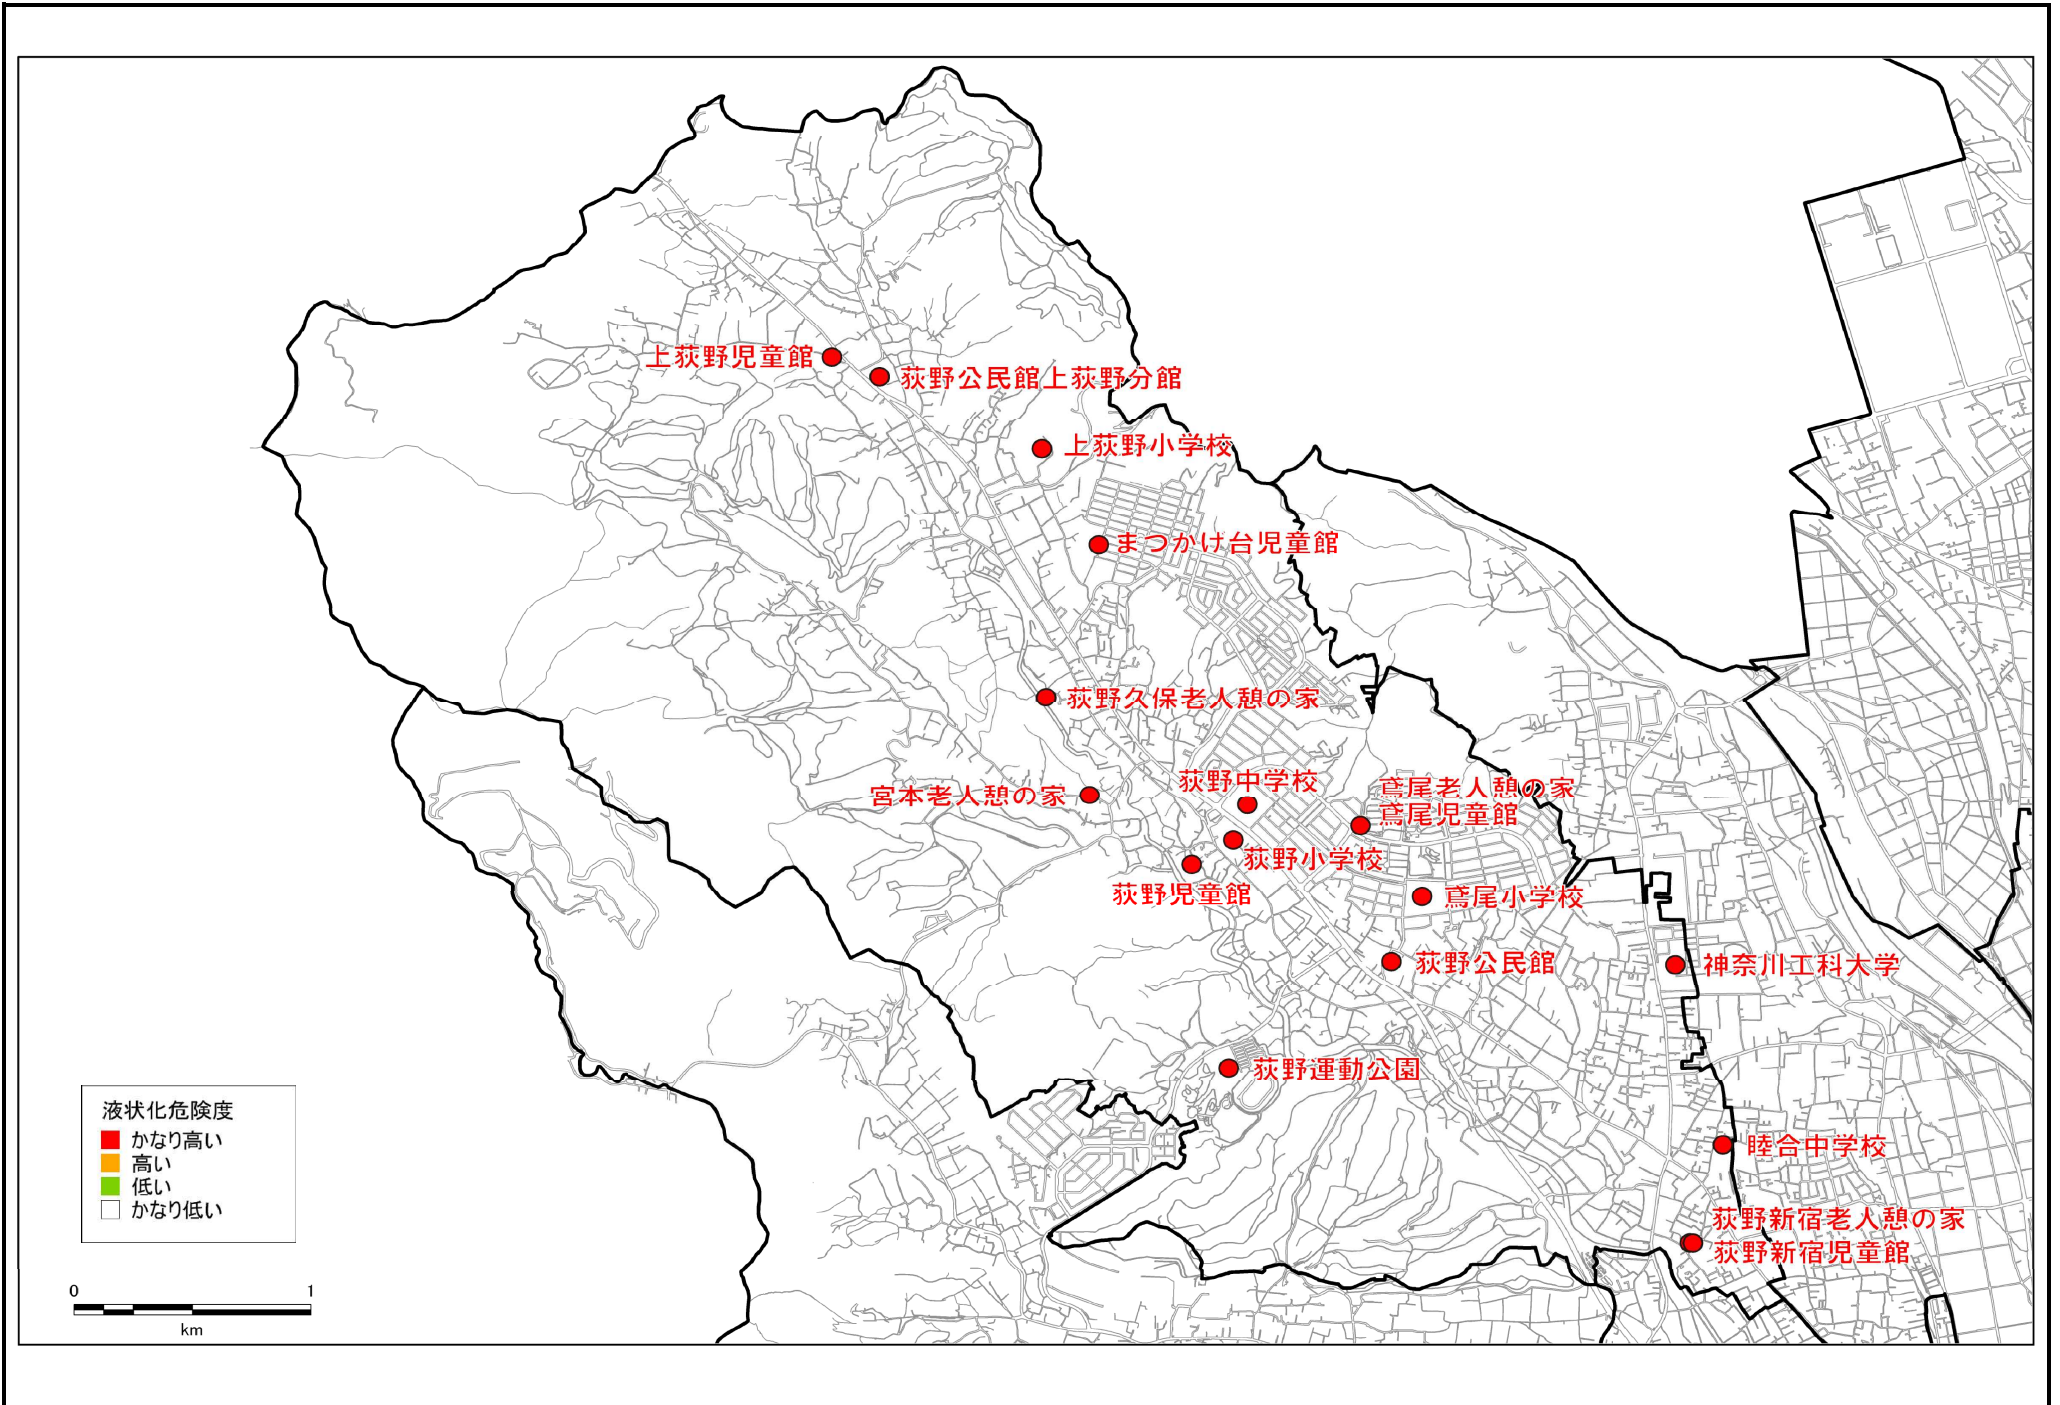 上荻野児童館
荻野公民館上荻野分館
上荻野小学校
まつかけ台児童館
荻野久保老人憩の家
宮本老人憩の家
荻野中学校
鳶尾老人憩の家
鳶尾児童館
荻野小学校
荻野児童館
鳶尾小学校
荻野公民館
神奈川工科大学
荻野運動公園
睦合中学校
荻野新宿老人憩の家
荻野新宿児童館
液状化危険度
かなり高い
高い
低い
かなり低い
0 1
km